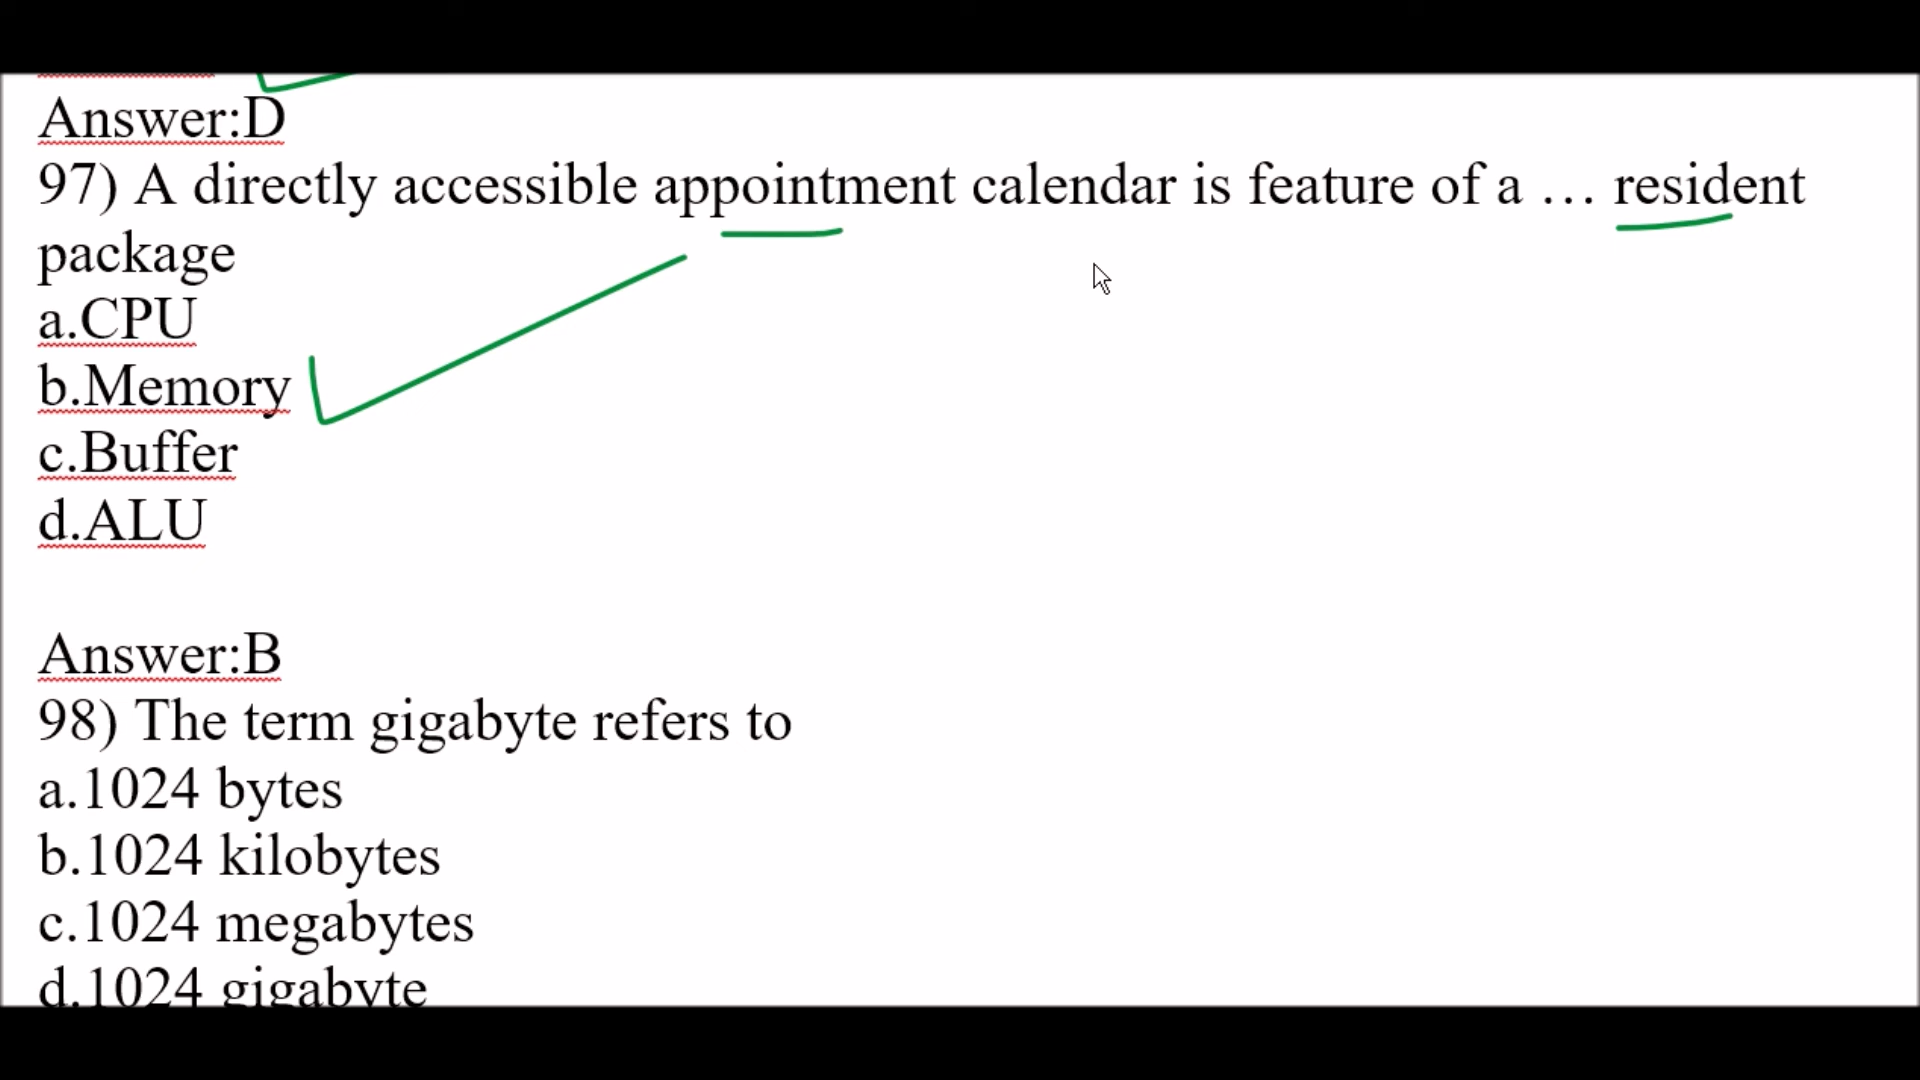 Answer:D
97) A directly accessible appointment calendar is feature of a … resident
package
a.CPU
b.Memory
c.Buffer
d.ALU
Answer:B
98) The term gigabyte refers to
a.1024 bytes
b.1024 kilobytes
c.1024 megabytes
d.1024 gigabyte